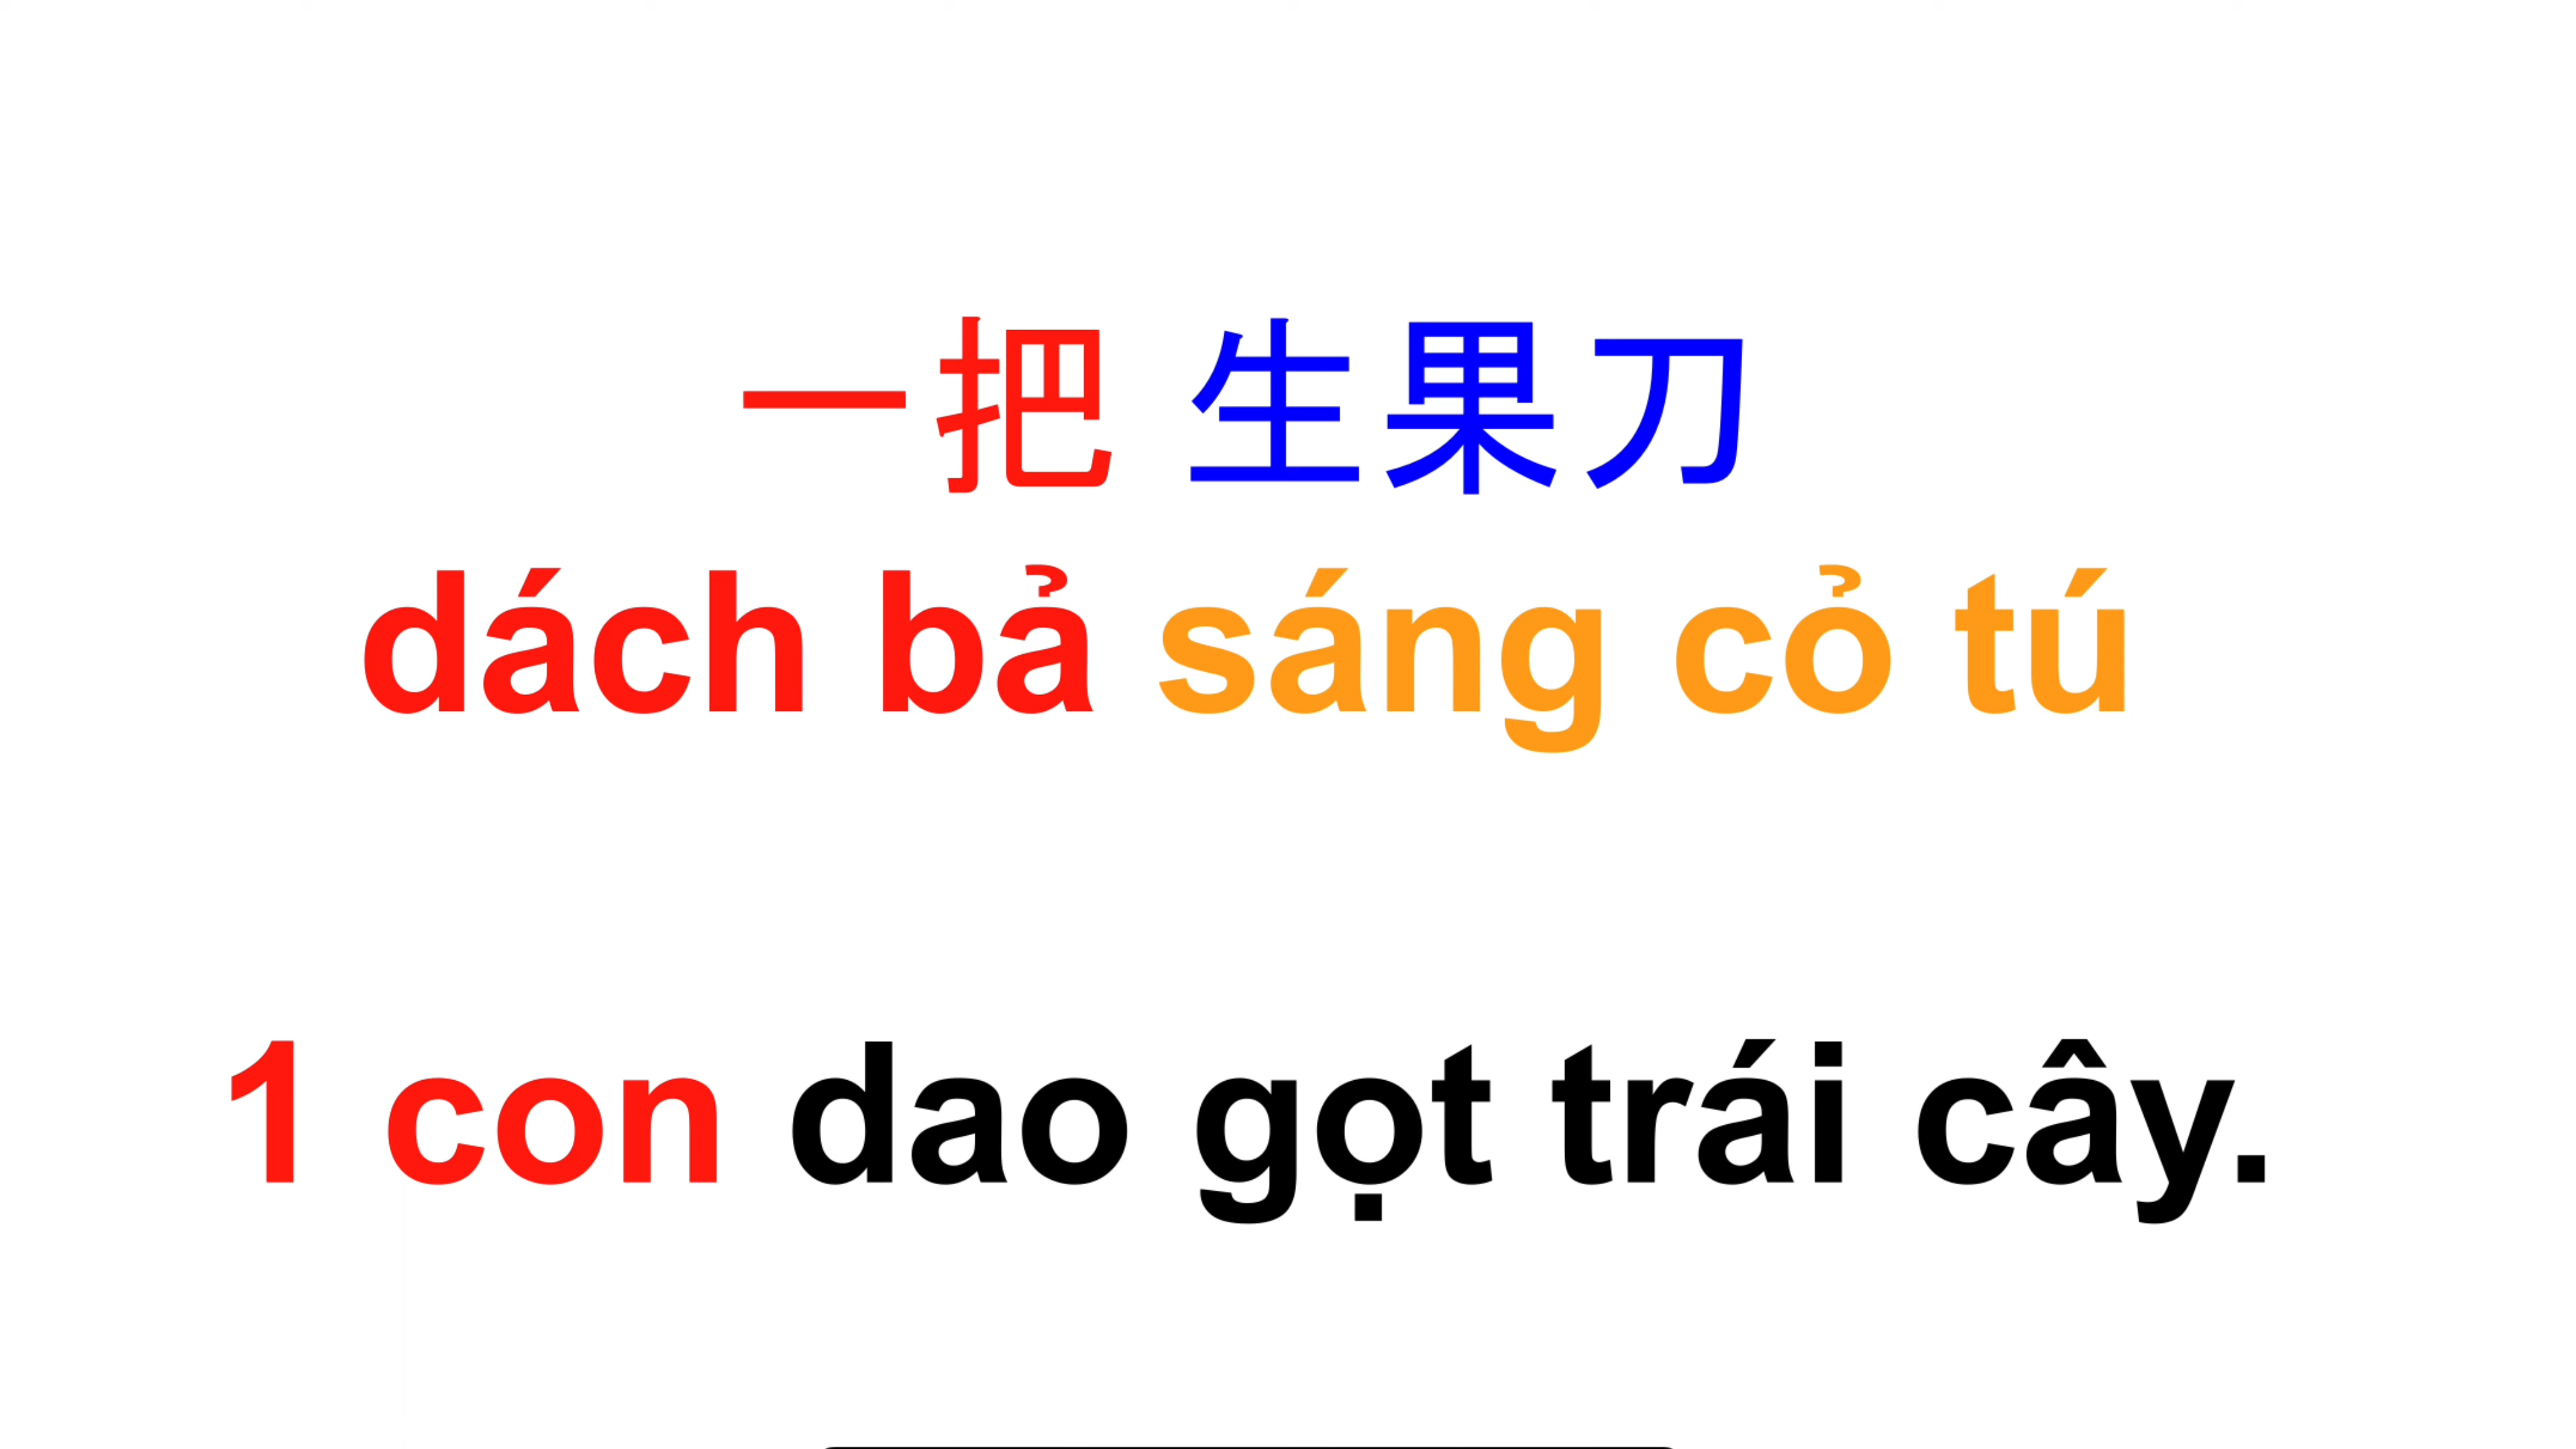 一把 生果刀
dách bả sáng cỏ tú
1 con dao gọt trái cây.